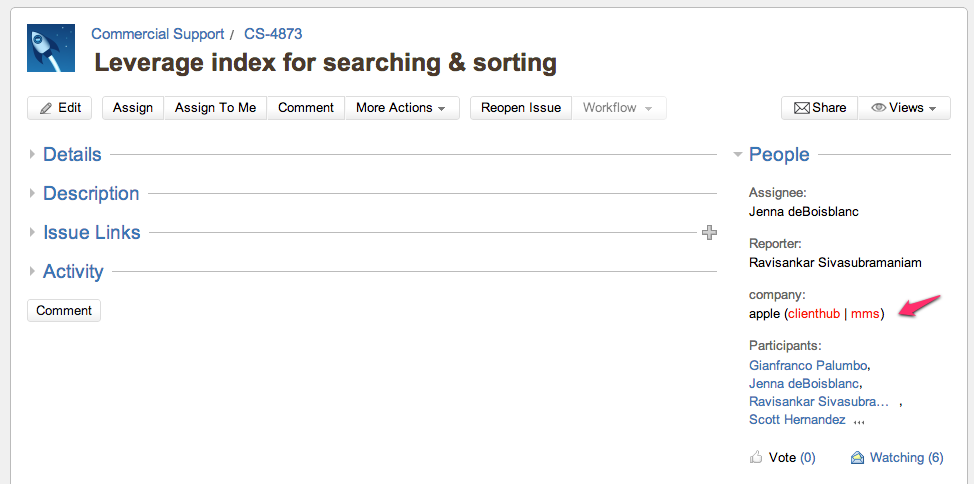 Commercial Support / CS-4873
Leverage index for searching & sorting
Edit Assign Assign To Me Comment More Actions Reopen Issue Workflow Share Views
Details
Description
Issue Links
Activity
Comment
People
Assignee:
Jenna deBoisblanc
Reporter:
Ravisankar Sivasubramaniam
company:
apple (clienthub | mms)
Participants:
Gianfranco Palumbo,
Jenna deBoisblanc,
Ravisankar Sivasubra... ,
Scott Hernandez ,,,
Vote (0) Watching (6)